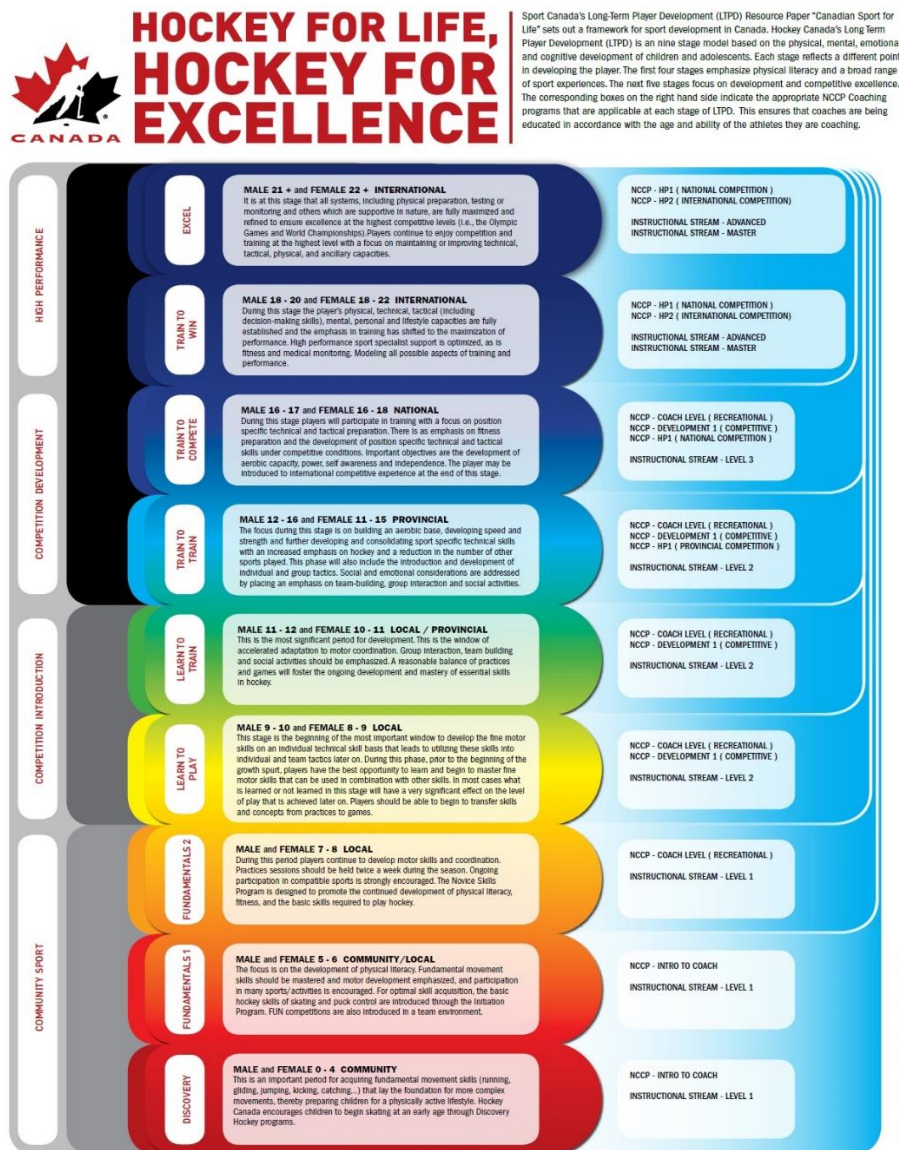 HOCKEY FOR LIFE,
HOCKEY FOR
EXCELLENCE
CANADA
Sport Canada's Long-Term Player Development (LTPD) Resource Paper "Canadian Sport for
Life" sets out a framework for sport development in Canada. Hockey Canada's Long Term
Player Development (LTPD) is an nine stage model based on the physical, mental, emotiona
and cognitive development of children and adolescents. Each stage reflects a different point
in developing the player. The first four stages emphasize physical literacy and a broad range
of sport experiences. The next five stages focus on development and competitive excellence.
The corresponding boxes on the right hand side indicate the appropriate NCCP Coaching
programs that are applicable at each stage of LTPD. This ensures that coaches are being
educated in accordance with the age and ability of the athletes they are coaching.
HIGH PERFORMANCE
EXCEL
MALE 21 + and FEMALE 22 + INTERNATIONAL
It is at this stage that all systems, including physical preparation, testing or
monitoring and others which are supportive in nature, are fully maximized and
refined to ensure excellence at the highest competitive levels (i.e., the Olympic
Games and World Championships).Players continue to enjoy competition and
training at the highest level with a focus on maintaining or improving technical,
tactical, physical, and ancillary capacities.
NCCP - HP1 ( NATIONAL COMPETITION )
NCCP - HP2 ( INTERNATIONAL COMPETITION)
INSTRUCTIONAL STREAM - ADVANCED
INSTRUCTIONAL STREAM - MASTER
TRAIN TO
WIN
MALE 18 - 20 and FEMALE 18 - 22 INTERNATIONAL
During this stage the player's physical, technical, tactical (including
decision-making skills), mental, personal and lifestyle capacities are fully
established and the emphasis in training has shifted to the maximization of
performance. High performance sport specialist support is optimized, as is
fitness and medical monitoring. Modeling all possible aspects of training and
performance.
NCCP - HP1 ( NATIONAL COMPETITION )
NCCP - HP2 ( INTERNATIONAL COMPETITION)
INSTRUCTIONAL STREAM - ADVANCED
INSTRUCTIONAL STREAM - MASTER
COMPETITION DEVELOPMENT
TRAIN TO
COMPETE
MALE 16 - 17 and FEMALE 16 - 18 NATIONAL
During this stage players will participate in training with a focus on position
specific technical and tactical preparation. There is as emphasis on fitness
preparation and the development of position specific technical and tactical
skills under competitive conditions. Important objectives are the development of
aerobic capacity, power, self awareness and independence. The player may be
introduced to international competitive experience at the end of this stage.
NCCP - COACH LEVEL ( RECREATIONAL )
NCCP - DEVELOPMENT 1 ( COMPETITIVE )
NCCP - HP1 ( NATIONAL COMPETITION )
INSTRUCTIONAL STREAM - LEVEL 3
TRAIN TO
TRAIN
MALE 12 - 16 and FEMALE 11 - 15 PROVINCIAL
The focus during this stage is on building an aerobic base, developing speed and
strength and further developing and consolidating sport specific technical skills
with an increased emphasis on hockey and a reduction in the number of other
sports played. This phase will also include the introduction and development of
individual and group tactics. Social and emotional considerations are addressed
by placing an emphasis on team-building, group interaction and social activities.
NCCP - COACH LEVEL ( RECREATIONAL )
NCCP - DEVELOPMENT 1 ( COMPETITIVE )
NCCP - HP1 ( PROVINCIAL COMPETITION )
INSTRUCTIONAL STREAM - LEVEL 2
COMPETITION INTRODUCTION
LEARN TO
TRAIN
MALE 11 - 12 and FEMALE 10 - 11 LOCAL / PROVINCIAL
This is the most significant period for development. This is the window of
accelerated adaptation to motor coordination. Group interaction, team building
and social activities should be emphasized. A reasonable balance of practices
and games will foster the ongoing development and mastery of essential skills
in hockey.
NCCP - COACH LEVEL ( RECREATIONAL )
NCCP - DEVELOPMENT 1 ( COMPETITIVE )
INSTRUCTIONAL STREAM - LEVEL 2
LEARN TO
PLAY
MALE 9 - 10 and FEMALE 8 - 9 LOCAL
This stage is the beginning of the most important window to develop the fine motor
skills on an individual technical skill basis that leads to utilizing these skills into
individual and team tactics later on. During this phase, prior to the beginning of the
growth spurt, players have the best opportunity to learn and begin to master fine
motor skills that can be used in combination with other skills. In most cases what
is learned or not learned in this stage will have a very significant effect on the level
of play that is achieved later on. Players should be able to begin to transfer skills
and concepts from practices to games.
NCCP - COACH LEVEL ( RECREATIONAL )
NCCP - DEVELOPMENT 1 ( COMPETITIVE )
INSTRUCTIONAL STREAM - LEVEL 2
COMMUNITY SPORT
FUNDAMENTALS 2
MALE and FEMALE 7 - 8 LOCAL
During this period players continue to develop motor skills and coordination.
Practices sessions should be held twice a week during the season. Ongoing
participation in compatible sports is strongly encouraged. The Novice Skills
Program is designed to promote the continued development of physical literacy,
fitness, and the basic skills required to play hockey.
NCCP - COACH LEVEL ( RECREATIONAL )
INSTRUCTIONAL STREAM - LEVEL 1
FUNDAMENTALS 1
MALE and FEMALE 5 - 6 COMMUNITY/LOCAL
The focus is on the development of physical literacy. Fundamental movement
skills should be mastered and motor development emphasized, and participation
in many sports/activities is encouraged. For optimal skill acquisition, the basic
hockey skills of skating and puck control are introduced through the Initiation
Program. FUN competitions are also introduced in a team environment.
NCCP - INTRO TO COACH
INSTRUCTIONAL STREAM - LEVEL 1
DISCOVERY
MALE and FEMALE 0 - 4 COMMUNITY
This is an important period for acquiring fundamental movement skills (running,
gliding, jumping, kicking, catching...) that lay the foundation for more complex
movements, thereby preparing children for a physically active lifestyle. Hockey
Canada encourages children to begin skating at an early age through Discovery
Hockey programs.
NCCP - INTRO TO COACH
INSTRUCTIONAL STREAM - LEVEL 1